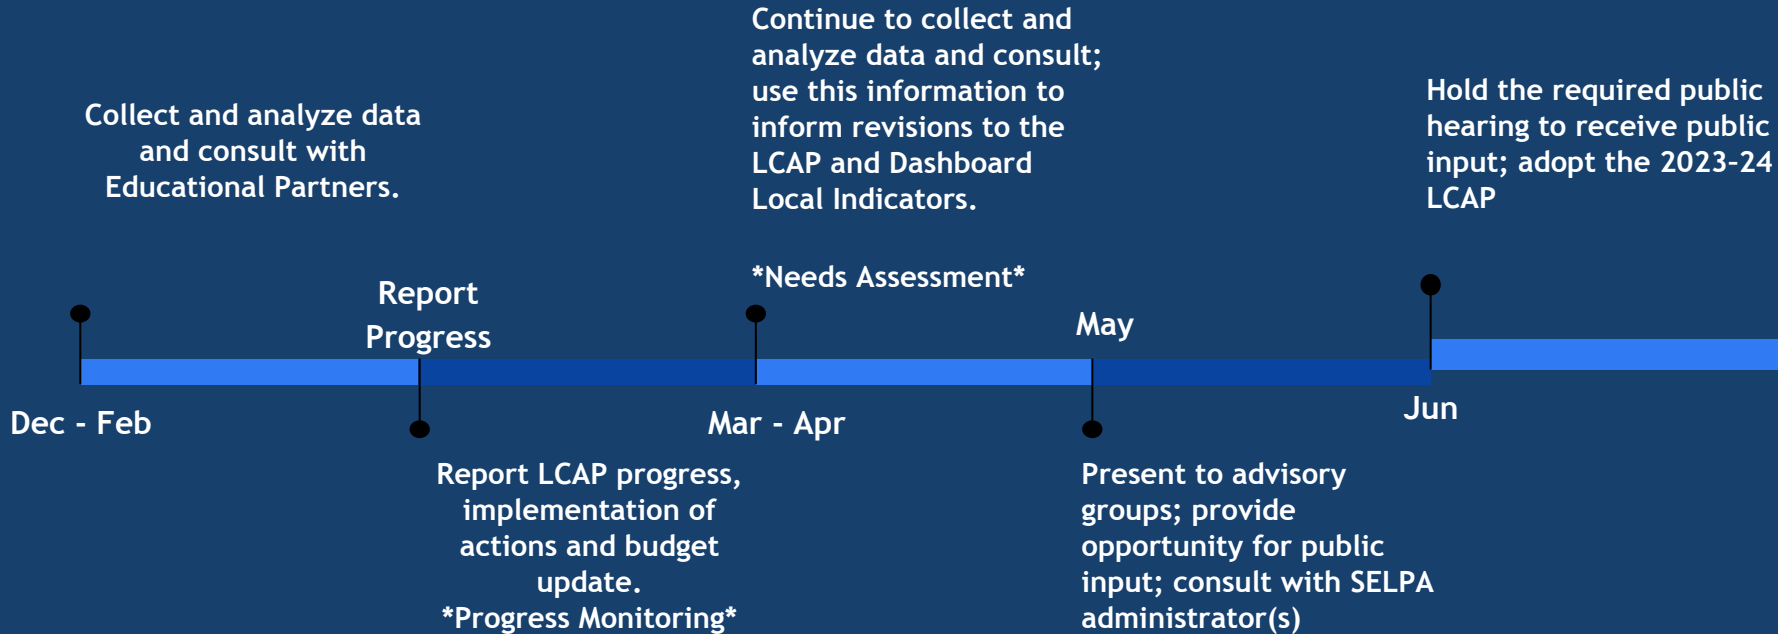 Collect and analyze data
and consult with
Educational Partners.
Dec - Feb
Report
Progress
Report LCAP progress,
implementation of
actions and budget
update.
*Progress Monitoring*
Continue to collect and
analyze data and consult;
use this information to
inform revisions to the
LCAP and Dashboard
Local Indicators.
*Needs Assessment*
Mar - Apr
May
Present to advisory
groups; provide
opportunity for public
input; consult with SELPA
administrator(s)
Hold the required public
hearing to receive public
input; adopt the 2023-24
LCAP
Jun